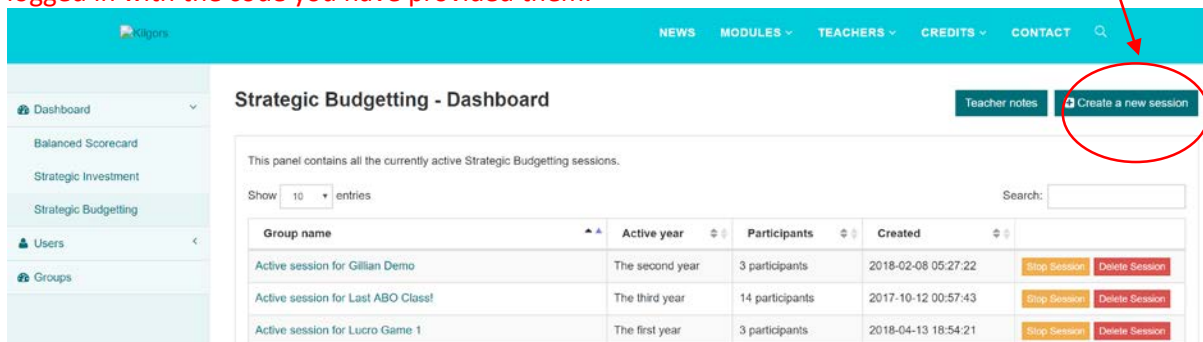 logged in with the code you have provided them.
Kilgors
NEWS MODULES TEACHERS CREDITS CONTACT
Dashboard
Balanced Scorecard
Strategic Investment
Strategic Budgetting
Users
Groups
Strategic Budgetting - Dashboard
Teacher notes
Create a new session
This panel contains all the currently active Strategic Budgetting sessions.
Show 10 entries
Search:
Group name Active year Participants Created
Active session for Gillian Demo The second year 3 participants 2018-02-08 05:27:22 Stop Session Delete Session
Active session for Last ABO Class! The third year 14 participants 2017-10-12 00:57:43 Stop Session Delete Session
Active session for Lucro Game 1 The first year 3 participants 2018-04-13 18:54:21 Stop Session Delete Session